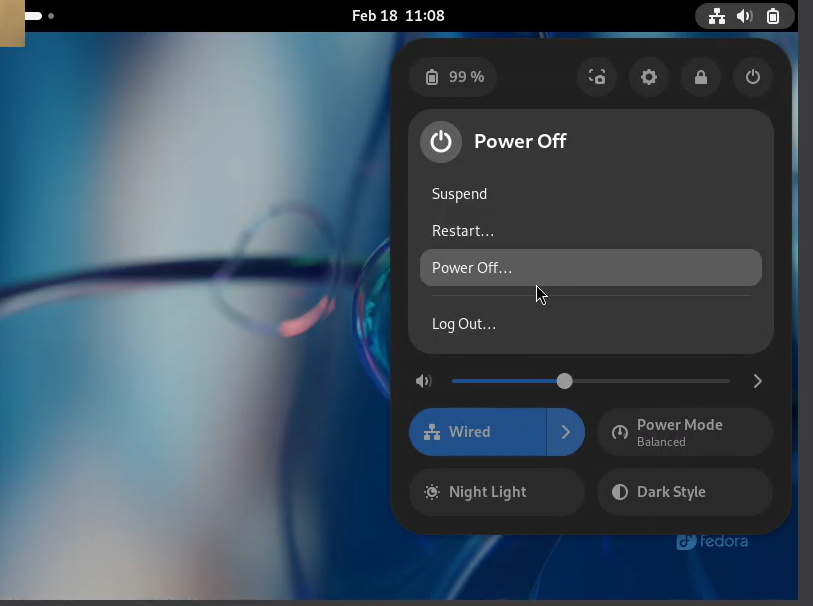 Feb 18 11:08
99 %
Power Off
Suspend
Restart...
Power Off...
Log Out...
Wired
Power Mode
Balanced
Night Light
Dark Style
fedora